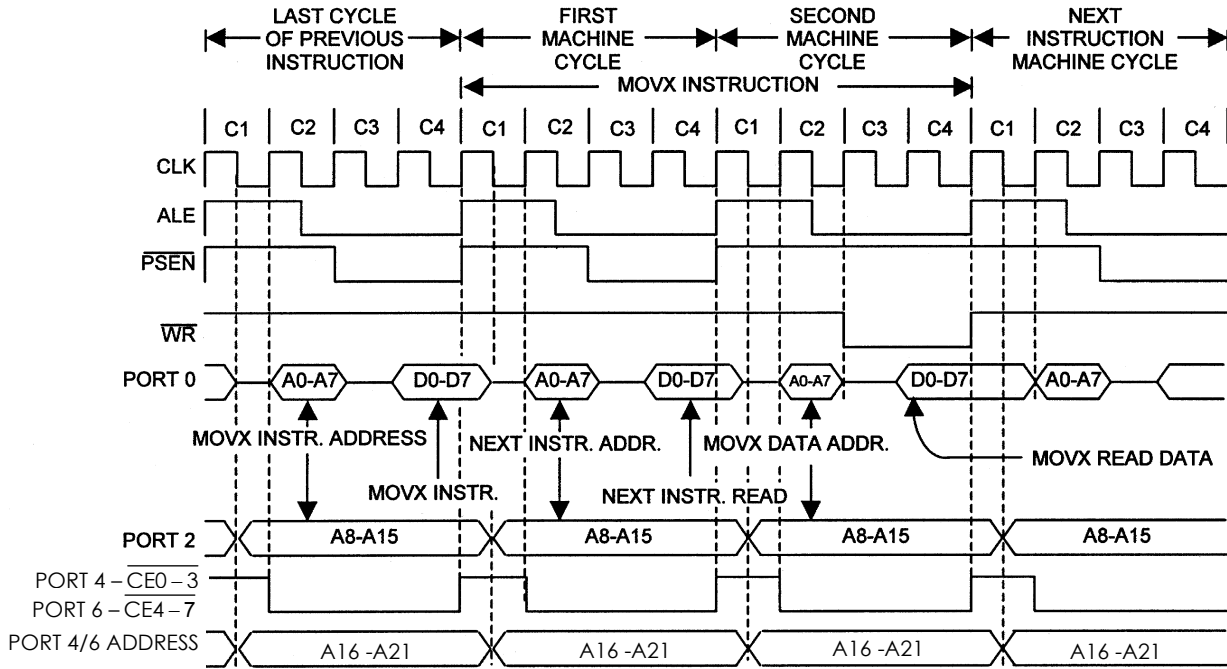 LAST CYCLE
OF PREVIOUS
INSTRUCTION
FIRST
MACHINE
CYCLE
SECOND
MACHINE
CYCLE
NEXT
INSTRUCTION
MACHINE CYCLE
MOVX INSTRUCTION
C1 C2 C3 C4 C1 C2 C3 C4 C1 C2 C3 C4 C1 C2 C3 C4
CLK
ALE
PSEN
WR
PORT 0 A0-A7 D0-D7 A0-A7 D0-D7 A0-A7 D0-D7 A0-A7
MOVX INSTR. ADDRESS NEXT INSTR. ADDR. MOVX DATA ADDR.
MOVX READ DATA
MOVX INSTR. NEXT INSTR. READ
PORT 2 A8-A15 A8-A15 A8-A15 A8-A15
PORT 4 – CE0 – 3
PORT 6 – CE4 – 7
PORT 4/6 ADDRESS A16 -A21 A16 -A21 A16 -A21 A16 -A21